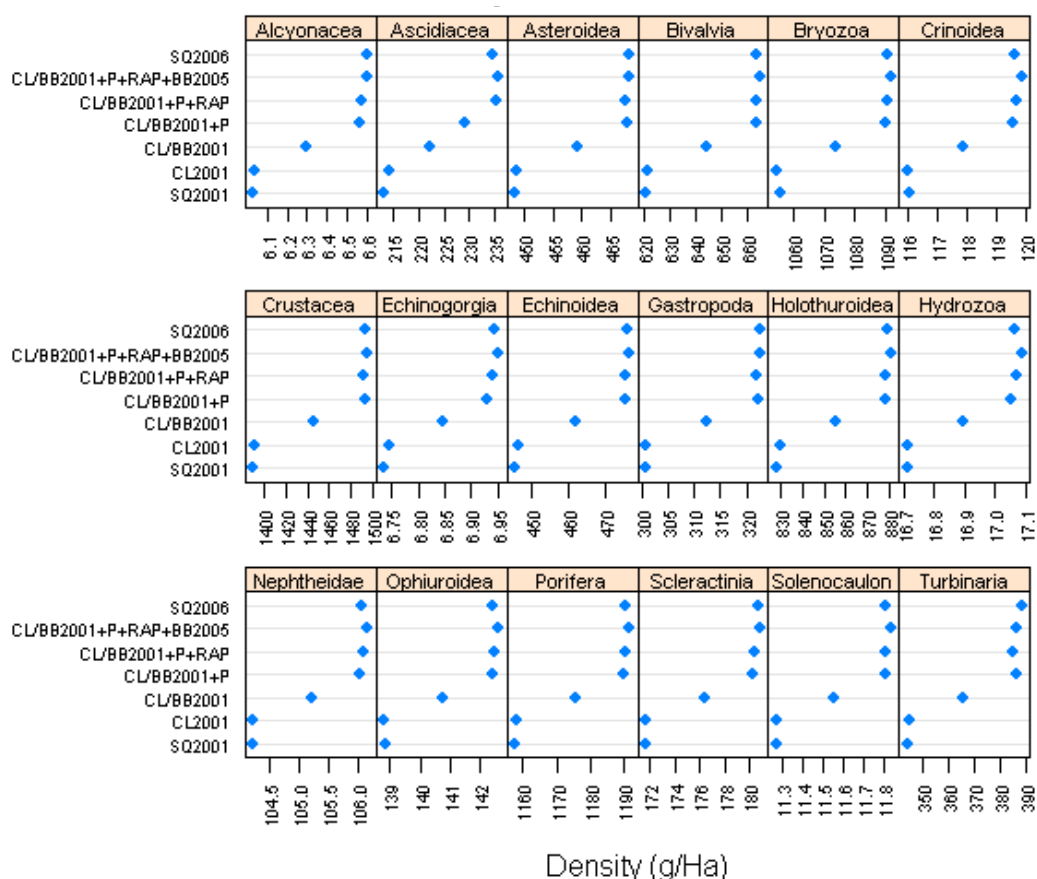 Alcyonacea Ascidiacea Asteroidea Bivalvia Bryozoa Crinoidea
SQ2006
CL/BB2001+P+RAP+BB2005
CL/BB2001+P+RAP
CL/BB2001+P
CL/BB2001
CL2001
SQ2001
6.1 6.2 6.3 6.4 6.5 6.6 215 220 225 230 235 450 455 460 465 620 630 640 650 660 1060 1070 1080 1090 116 117 118 119 120
Crustacea Echinogorgia Echinoidea Gastropoda Holothuroidea Hydrozoa
SQ2006
CL/BB2001+P+RAP+BB2005
CL/BB2001+P+RAP
CL/BB2001+P
CL/BB2001
CL2001
SQ2001
1400 1420 1440 1460 1480 1500 6.75 6.80 6.85 6.90 6.95 450 460 470 300 305 310 315 320 830 840 850 860 870 880 16.7 16.8 16.9 17.0 17.1
Nephtheidae Ophiuroidea Porifera Scleractinia Solenocaulon Turbinaria
SQ2006
CL/BB2001+P+RAP+BB2005
CL/BB2001+P+RAP
CL/BB2001+P
CL/BB2001
CL2001
SQ2001
104.5 105.0 105.5 106.0 139 140 141 142 1160 1170 1180 1190 172 174 176 178 180 11.3 11.4 11.5 11.6 11.7 11.8 350 360 370 380 390
Density (g/Ha)